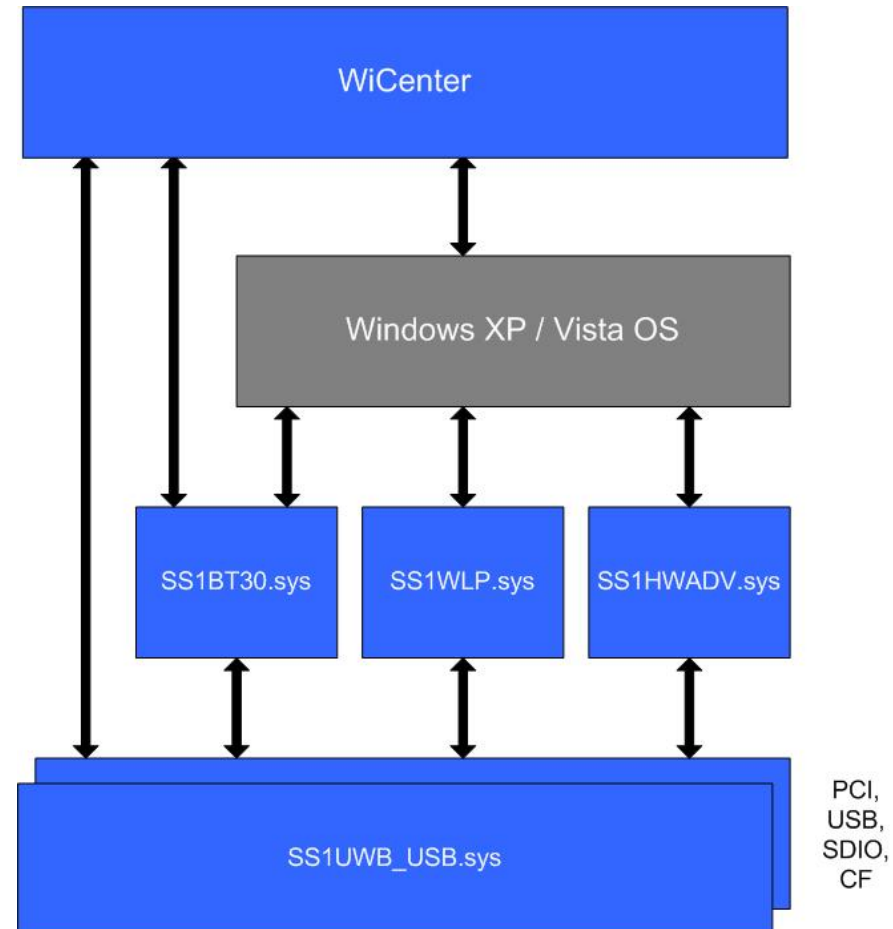 WiCenter
Windows XP / Vista OS
SS1BT30.sys
SS1WLP.sys
SS1HWADV.sys
PCI,
USB,
SDIO,
CF
SS1UWB_USB.sys